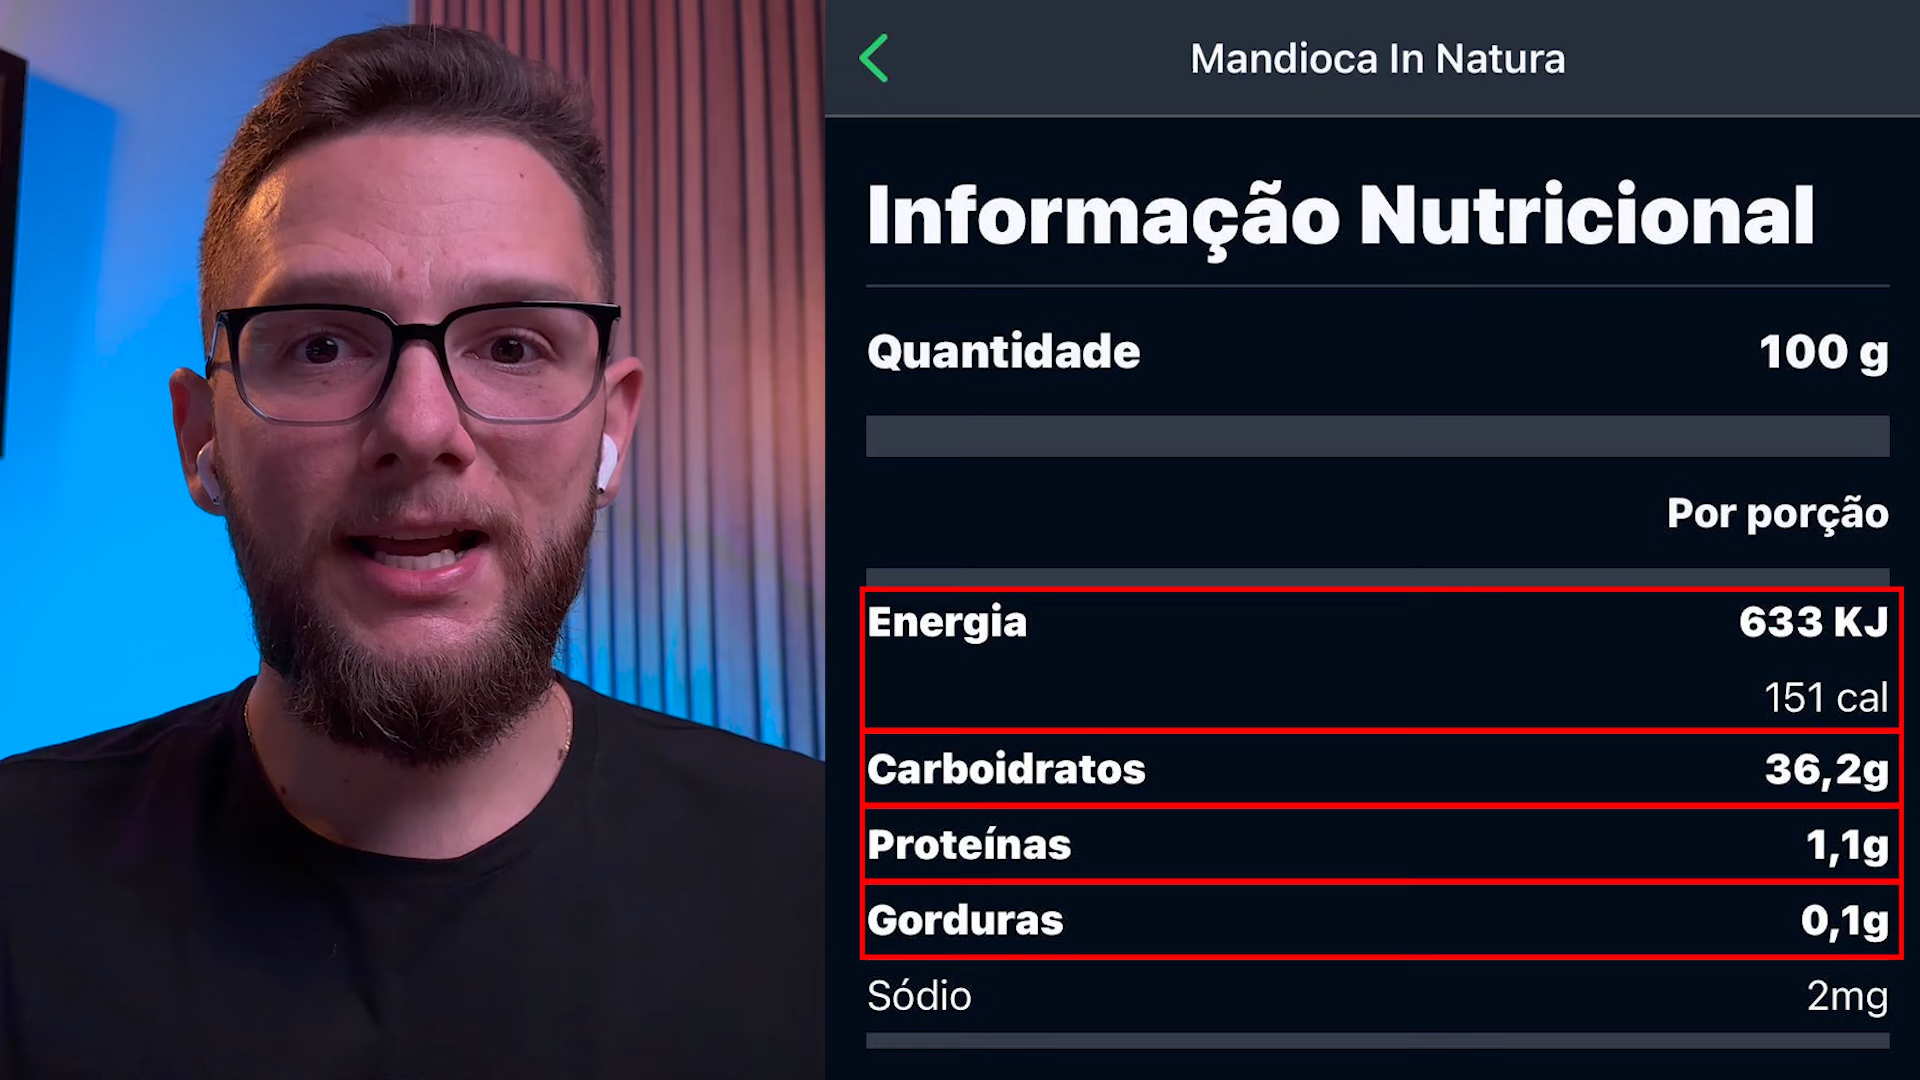 Mandioca In Natura
Informação Nutricional
Quantidade 100 g
Por porção
Energia 633 KJ
151 cal
Carboidratos 36,2g
Proteínas 1,1g
Gorduras 0,1g
Sódio 2mg